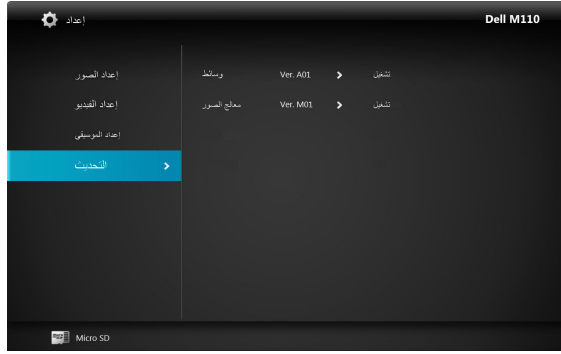 إعداد
Dell M110
إعداد الصور
إعداد الفيديو
إعداد الموسيقى
التحديث
وسائط Ver. A01 تشغيل
معالج الصور Ver. M01 تشغيل
Micro SD